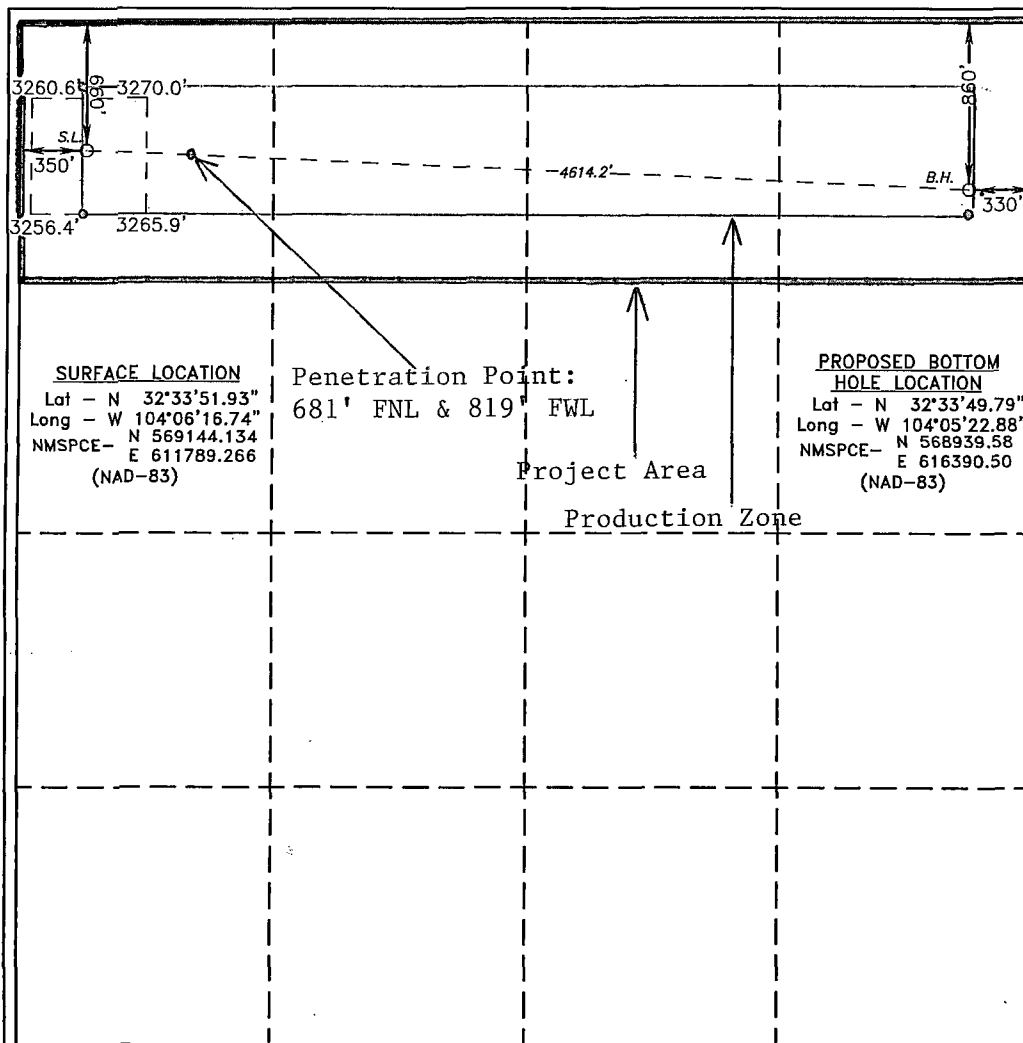 3260.6'
660'
3270.0'
860'
S.L.
350'
4614.2'
B.H.
330'
3256.4'
3265.9'
SURFACE LOCATION
Lat - N 32°33'51.93"
Long - W 104°06'16.74"
NMSPCE- N 569144.134
E 611789.266
(NAD-83)
Penetration Point:
681' FNL & 819' FWL
PROPOSED BOTTOM
HOLE LOCATION
Lat - N 32°33'49.79"
Long - W 104°05'22.88"
NMSPCE- N 568939.58
E 616390.50
(NAD-83)
Project Area
Production Zone